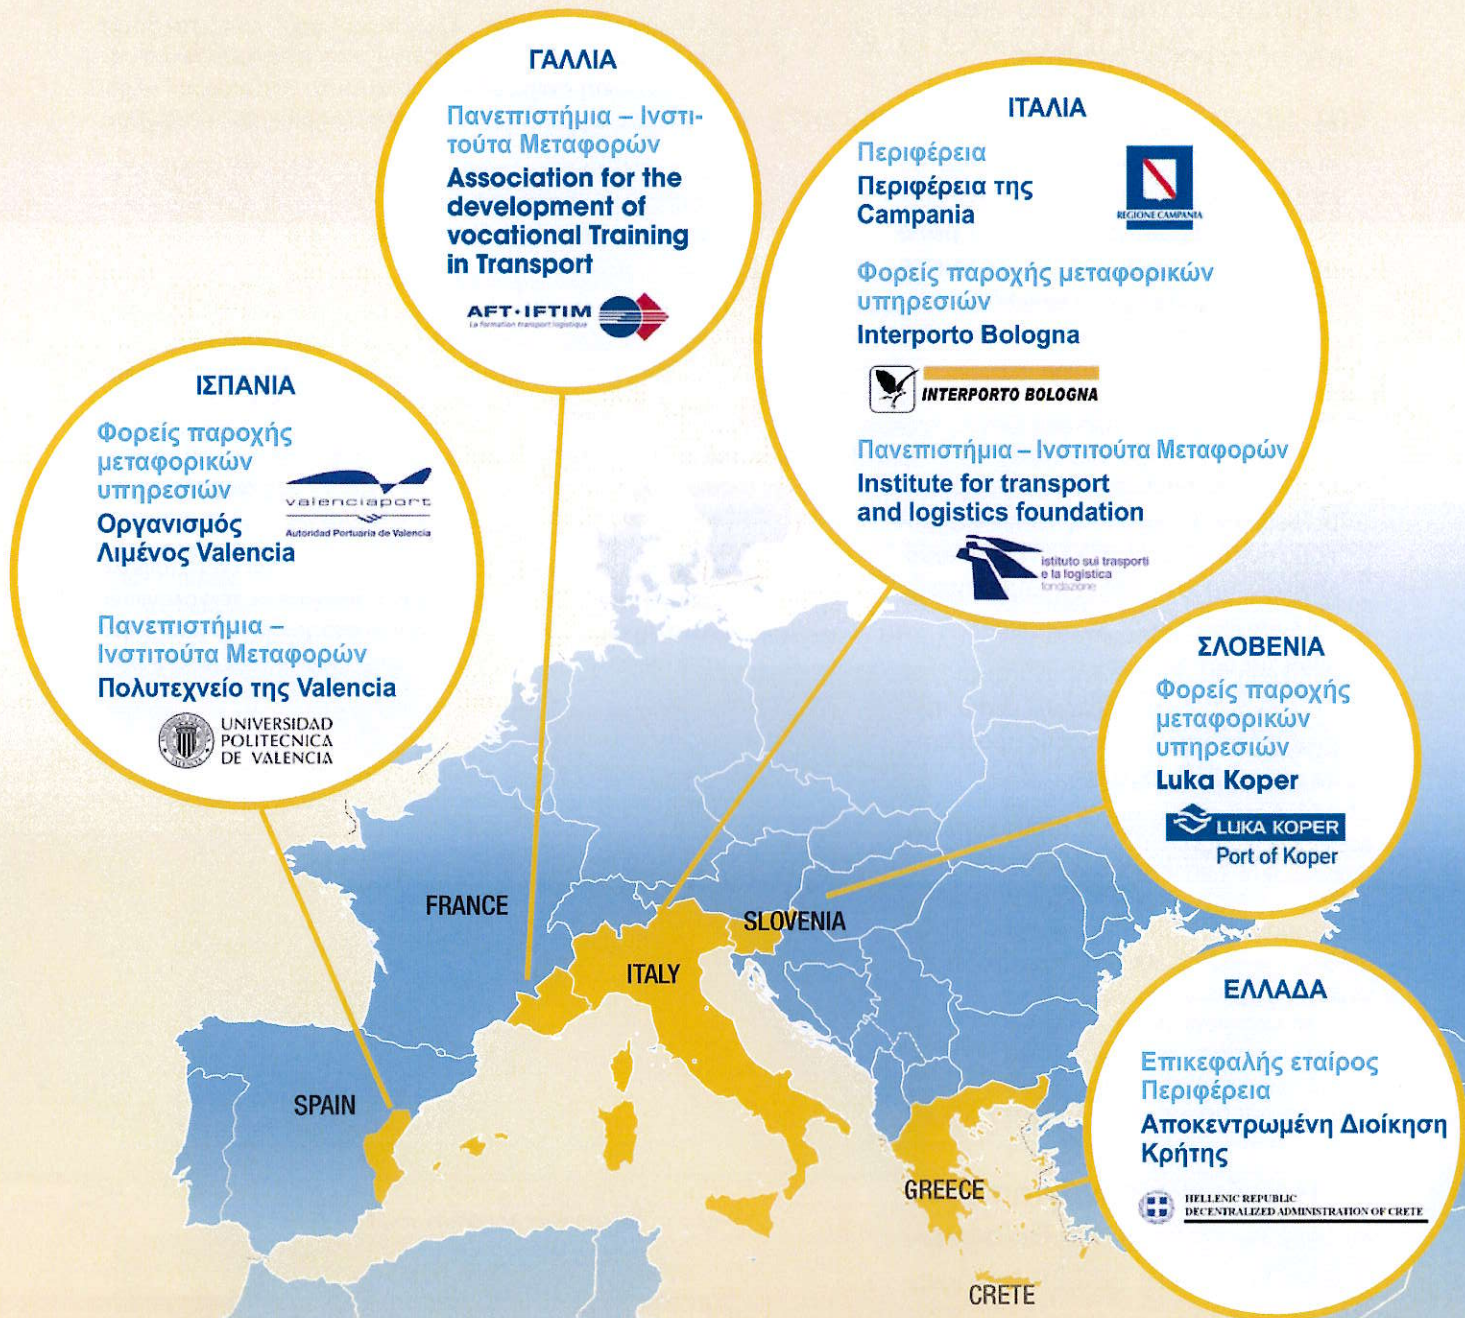 ΓΑΛΛΙΑ
Πανεπιστήμια – Ινστι-
τούτα Μεταφορών
Association for the
development of
vocational Training
in Transport
AFT·IFTIM
La formation transport logistique
ΙΤΑΛΙΑ
Περιφέρεια
Περιφέρεια της
Campania
REGIONE CAMPANIA
Φορείς παροχής μεταφορικών
υπηρεσιών
Interporto Bologna
INTERPORTO BOLOGNA
Πανεπιστήμια – Ινστιτούτα Μεταφορών
Institute for transport
and logistics foundation
istituto sui trasporti
e la logistica
fondazione
ΙΣΠΑΝΙΑ
Φορείς παροχής
μεταφορικών
υπηρεσιών
Οργανισμός
Λιμένος Valencia
valenciaport
Autoridad Portuaria de Valencia
Πανεπιστήμια –
Ινστιτούτα Μεταφορών
Πολυτεχνείο της Valencia
UNIVERSIDAD
POLITECNICA
DE VALENCIA
ΣΛΟΒΕΝΙΑ
Φορείς παροχής
μεταφορικών
υπηρεσιών
Luka Koper
LUKA KOPER
Port of Koper
ΕΛΛΑΔΑ
Επικεφαλής εταίρος
Περιφέρεια
Αποκεντρωμένη Διοίκηση
Κρήτης
HELLENIC REPUBLIC
DECENTRALIZED ADMINISTRATION OF CRETE
FRANCE
SLOVENIA
ITALY
SPAIN
GREECE
CRETE